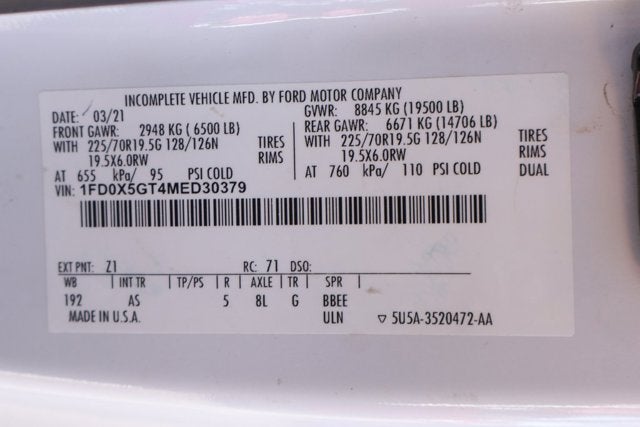 INCOMPLETE VEHICLE MFD. BY FORD MOTOR COMPANY
DATE: 03/21 GVWR: 8845 KG (19500 LB)
FRONT GAWR: 2948 KG ( 6500 LB) REAR GAWR: 6671 KG (14706 LB)
WITH 225/70R19.5G 128/126N TIRES WITH 225/70R19.5G 128/126N TIRES
19.5X6.0RW RIMS 19.5X6.0RW RIMS
AT 655 kPa/ 95 PSI COLD AT 760 kPa/ 110 PSI COLD DUAL
VIN: 1FD0X5GT4MED30379
EXT PNT: Z1 RC: 71 DSO:
WB INT TR TP/PS R AXLE TR SPR
192 AS 5 8L G BBEE
MADE IN U.S.A. ULN ▽ 5U5A-3520472-AA